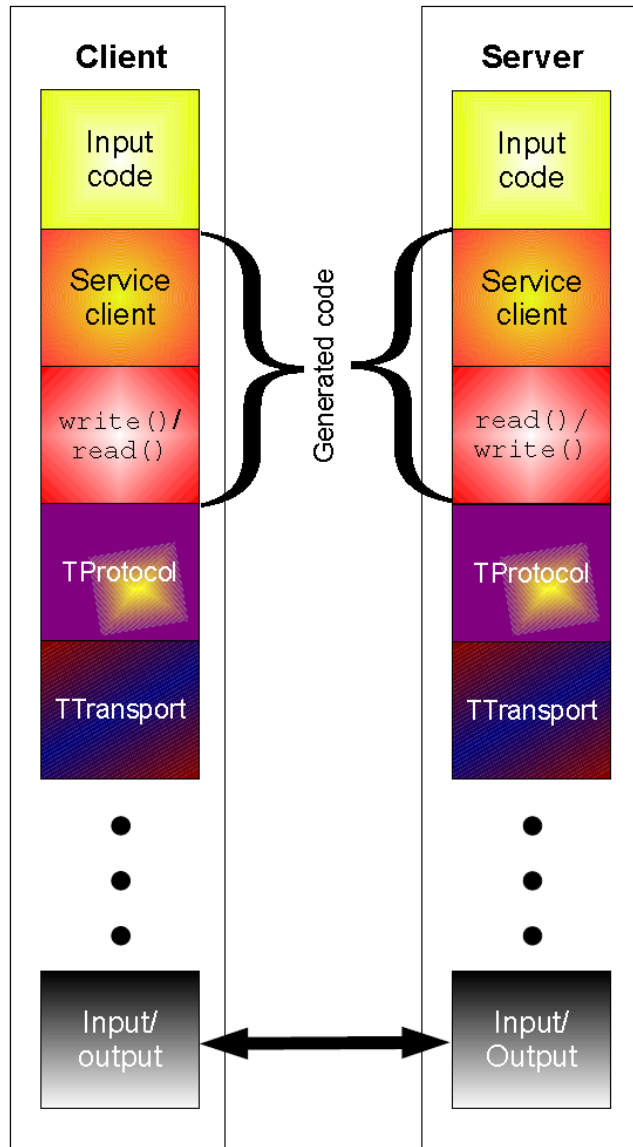 Client
Input
code
Service
client
write()/
read()
TProtocol
TTransport
Input/
output
Generated code
Server
Input
code
Service
client
read()/
write()
TProtocol
TTransport
Input/
Output